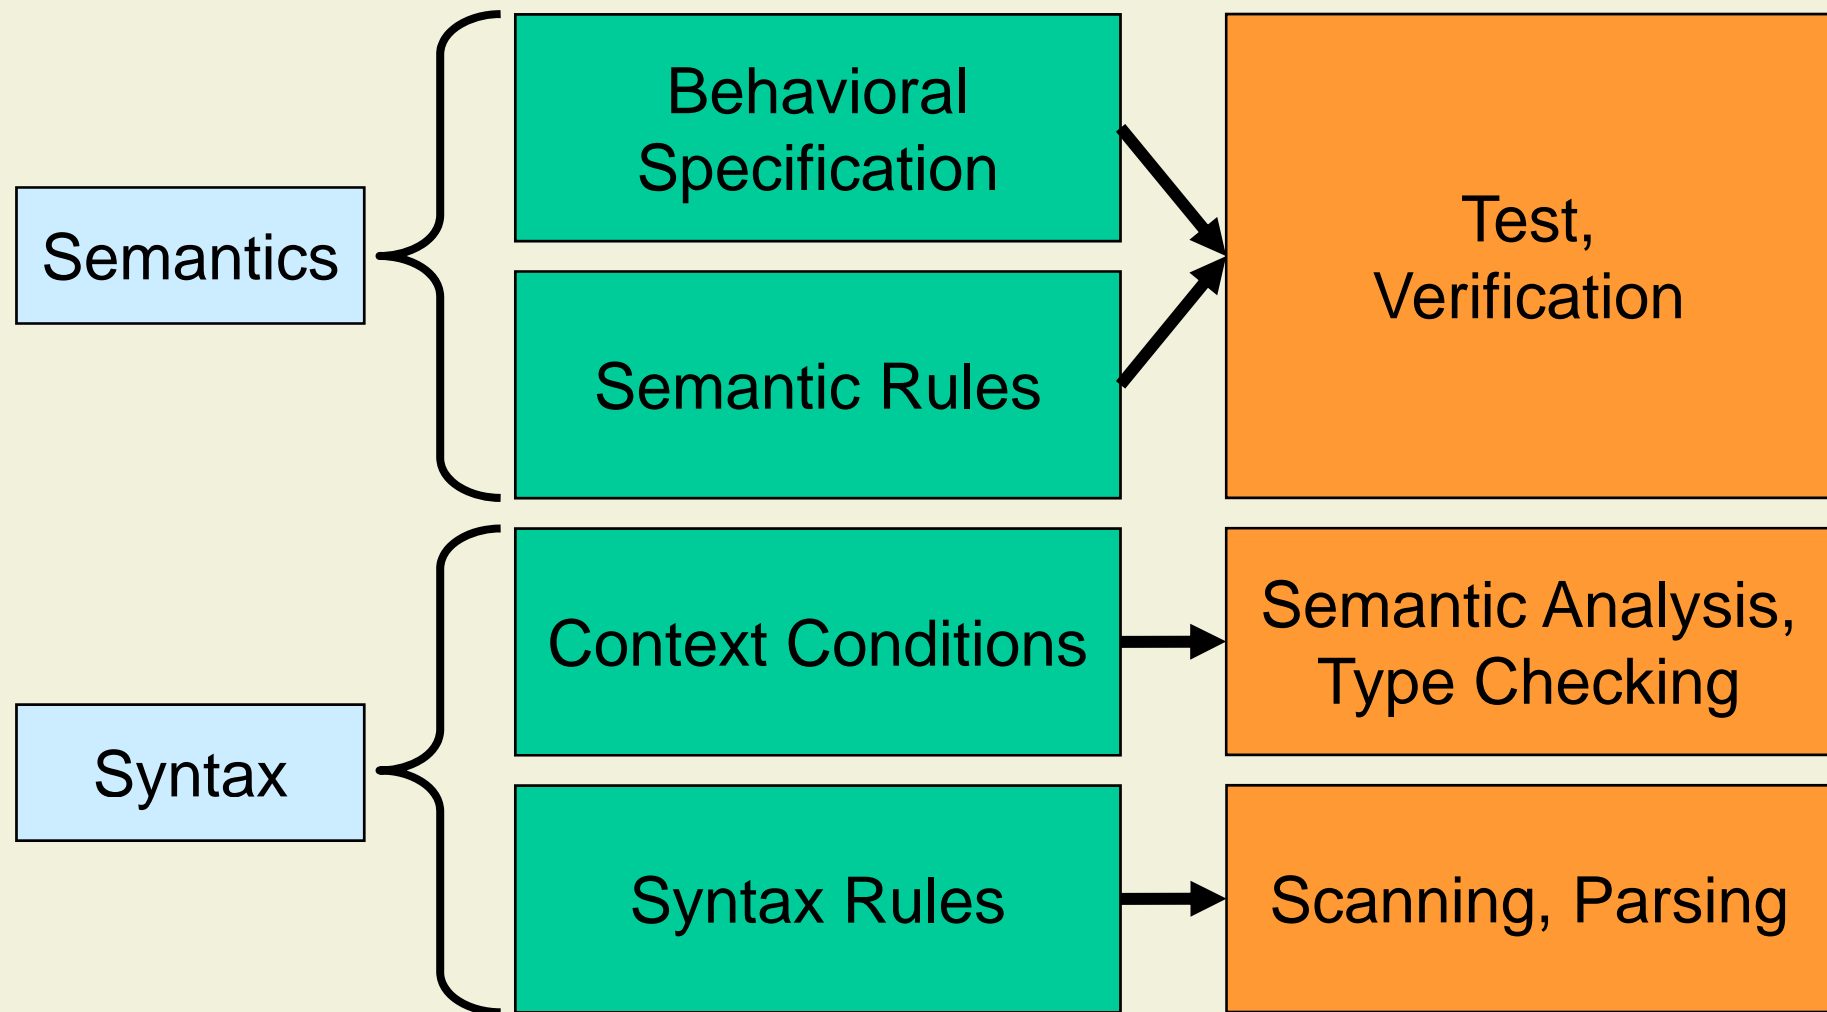 Semantics
Behavioral
Specification
Semantic Rules
Test,
Verification
Syntax
Context Conditions
Semantic Analysis,
Type Checking
Syntax Rules
Scanning, Parsing